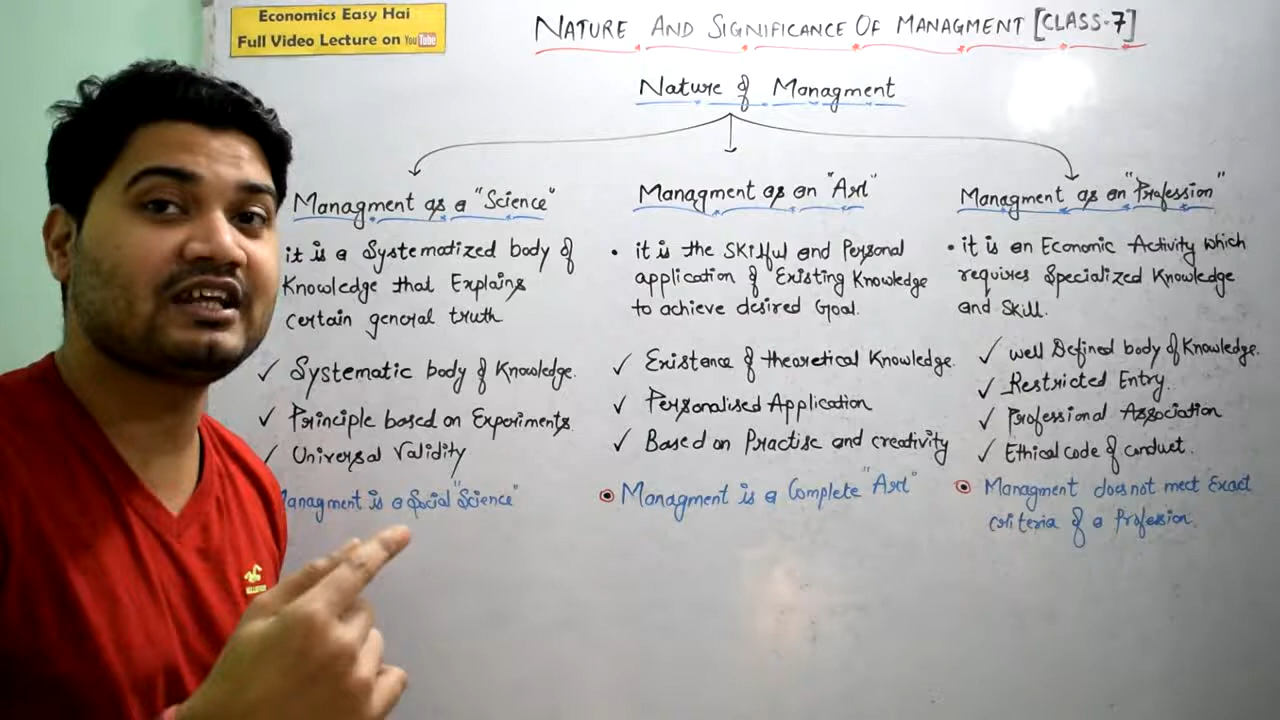 Economics Easy Hai
Full Video Lecture on YouTube
NATURE AND SIGNIFICANCE OF MANAGMENT [CLASS-7]
Nature of Managment
Managment as a "Science"
it is a Systematized body of
Knowledge that Explains
certain general truth
✓ Systematic body of Knowledge.
✓ Principle based on Experiments
✓ Universal Validity
anagment is a Social "Science"
Managment as an "Art"
• it is the Skilful and Personal
application of Existing Knowledge
to achieve desired Goal.
✓ Existence of theoretical Knowledge.
✓ Personalised Application
✓ Based on Practise and creativity
Managment is a Complete "Art"
Managment as an "Profession"
• it is an Economic Activity which
requires Specialized Knowledge
and Skill.
✓ well Defined body of Knowledge.
✓ Restricted Entry.
✓ Professional Association
✓ Ethical code of conduct.
Managment does not meet Exact
criteria of a Profession.